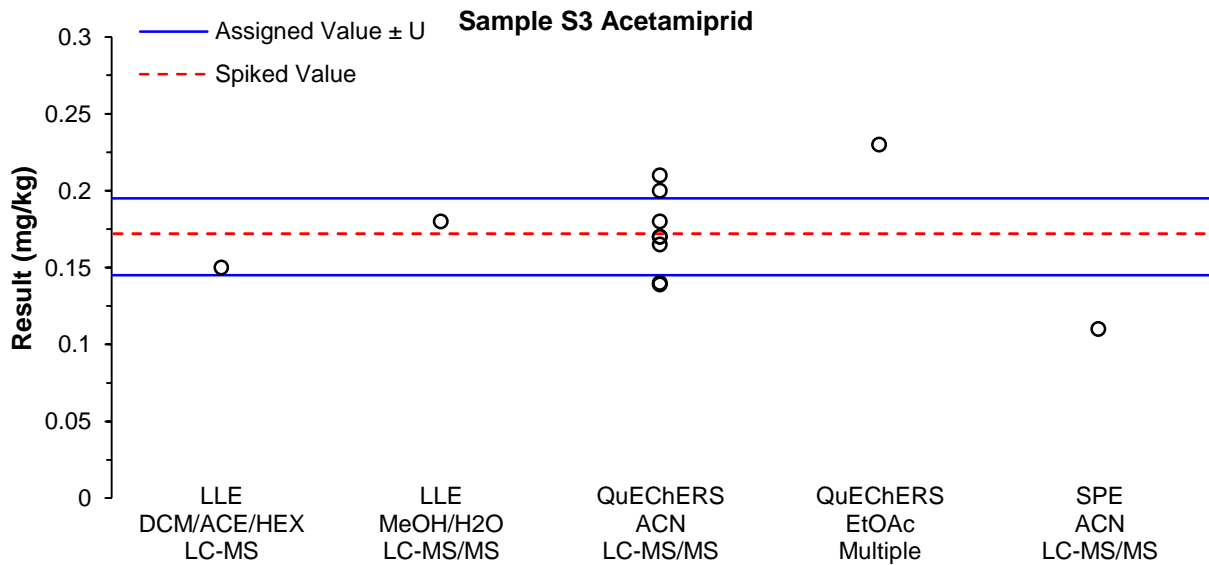 Sample S3 Acetamiprid
Assigned Value ± U
Spiked Value
Result (mg/kg)
0.3
0.25
0.2
0.15
0.1
0.05
0
LLE
DCM/ACE/HEX
LC-MS
LLE
MeOH/H2O
LC-MS/MS
QuEChERS
ACN
LC-MS/MS
QuEChERS
EtOAc
Multiple
SPE
ACN
LC-MS/MS